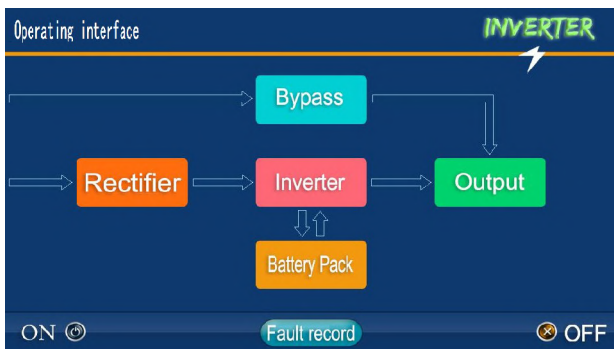 Operating interface
INVERTER
Bypass
Rectifier
Inverter
Output
Battery Pack
ON
Fault record
OFF